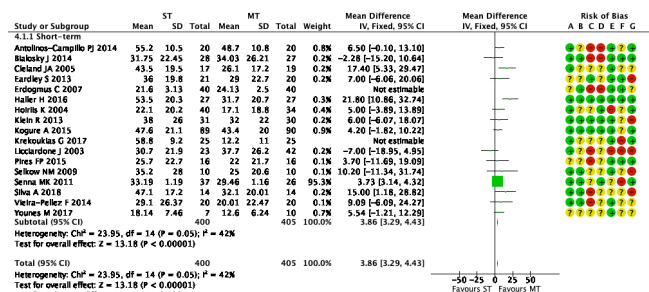 ST MT Mean Difference Mean Difference Risk of Bias
Study or Subgroup Mean SD Total Mean SD Total Weight IV, Fixed, 95% CI IV, Fixed, 95% CI A B C D E F G
4.1.1 Short-term
Antolinos-Campillo PJ 2014 55.2 10.5 20 48.7 10.8 20 0.8% 6.50 [-0.10, 13.10]
Bialosky J 2014 31.75 22.45 28 34.03 26.21 27 0.2% -2.28 [-15.20, 10.64]
Cleland JA 2005 43.5 19.5 17 26.1 17.2 19 0.2% 17.40 [5.33, 29.47]
Eardley S 2013 36 19.8 21 29 22.7 20 0.2% 7.00 [-6.06, 20.06]
Erdogmus C 2007 21.6 3.13 40 24.13 2.5 40 Not estimable
Haller H 2016 53.5 20.3 27 31.7 20.7 27 0.3% 21.80 [10.86, 32.74]
Hoiriis K 2004 22.1 20.2 40 17.1 18.8 34 0.4% 5.00 [-3.89, 13.89]
Klein R 2013 38 26 31 32 22 30 0.2% 6.00 [-6.07, 18.07]
Kogure A 2015 47.6 21.1 89 43.4 20 90 0.9% 4.20 [-1.82, 10.22]
Krekoukias G 2017 58.8 9.2 25 12.2 11 25 Not estimable
Licciardone J 2003 30.7 21.9 23 37.7 26.2 42 0.2% -7.00 [-18.95, 4.95]
Pires FP 2015 25.7 22.7 16 22 21.7 16 0.1% 3.70 [-11.69, 19.09]
Selkow NM 2009 35.2 28 10 25 20.6 10 0.1% 10.20 [-11.34, 31.74]
Senna MK 2011 33.19 1.19 37 29.46 1.16 26 95.3% 3.73 [3.14, 4.32]
Silva A 2018 47.1 17.2 14 32.1 20.01 14 0.2% 15.00 [1.18, 28.82]
Vieira-Pellez F 2014 29.1 26.37 20 20.01 22.47 20 0.1% 9.09 [-6.09, 24.27]
Younes M 2017 18.14 7.46 7 12.6 6.24 10 0.8% 5.54 [-1.21, 12.29]
Subtotal (95% CI) 400 405 100.0% 3.86 [3.29, 4.43]
Heterogeneity: Chi² = 23.95, df = 14 (P = 0.05); I² = 42%
Test for overall effect: Z = 13.18 (P < 0.00001)
Total (95% CI) 400 405 100.0% 3.86 [3.29, 4.43]
Heterogeneity: Chi² = 23.95, df = 14 (P = 0.05); I² = 42%
Test for overall effect: Z = 13.18 (P < 0.00001)
-50 -25 0 25 50
Favours ST Favours MT